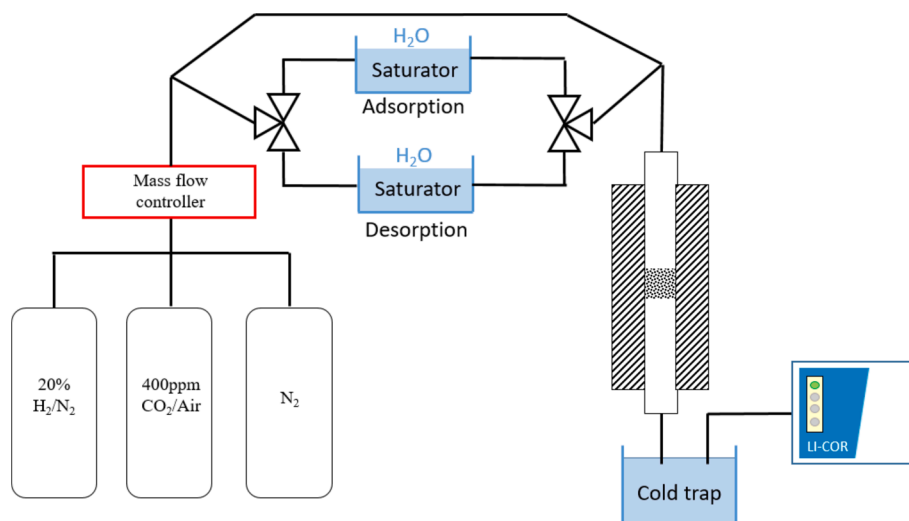 H₂O
Saturator
Adsorption
H₂O
Saturator
Desorption
Mass flow
controller
20%
H₂/N₂
400ppm
CO₂/Air
N₂
LI-COR
Cold trap